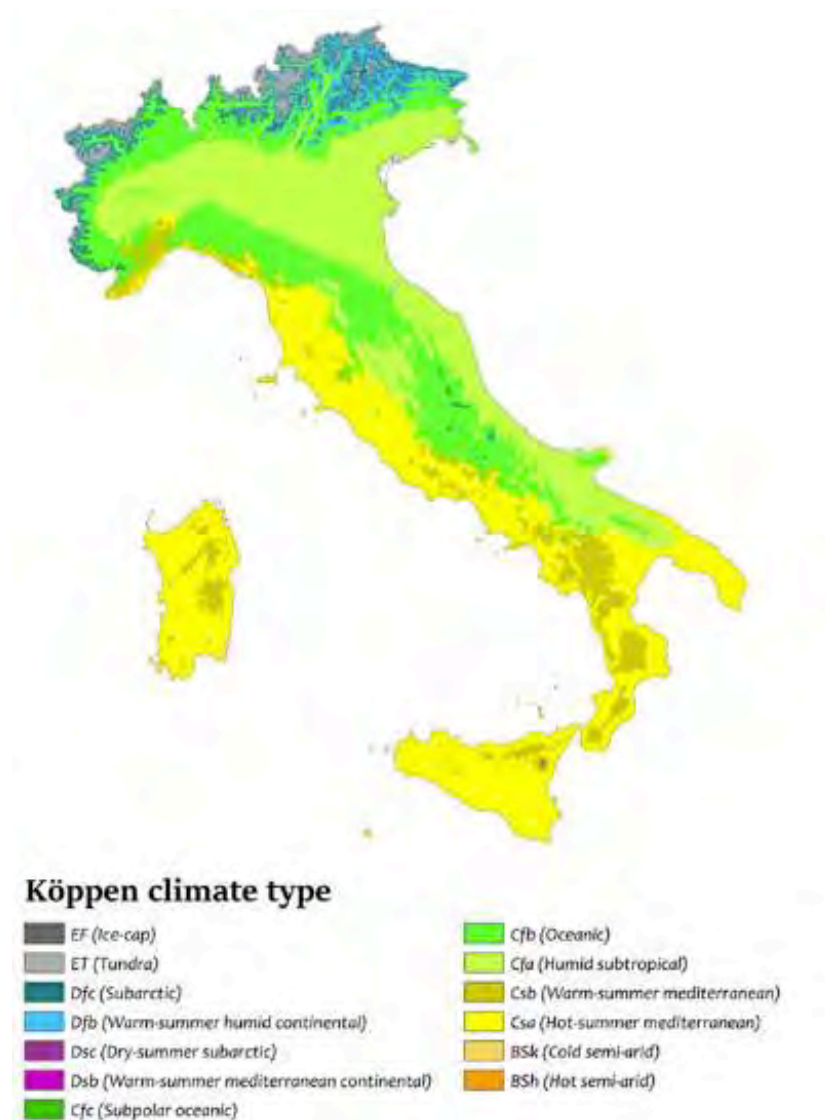 Köppen climate type
EF (Ice-cap)
ET (Tundra)
Dfc (Subarctic)
Dfb (Warm-summer humid continental)
Dsc (Dry-summer subarctic)
Dsb (Warm-summer mediterranean continental)
Cfc (Subpolar oceanic)
Cfb (Oceanic)
Cfa (Humid subtropical)
Csb (Warm-summer mediterranean)
Csa (Hot-summer mediterranean)
BSk (Cold semi-arid)
BSh (Hot semi-arid)